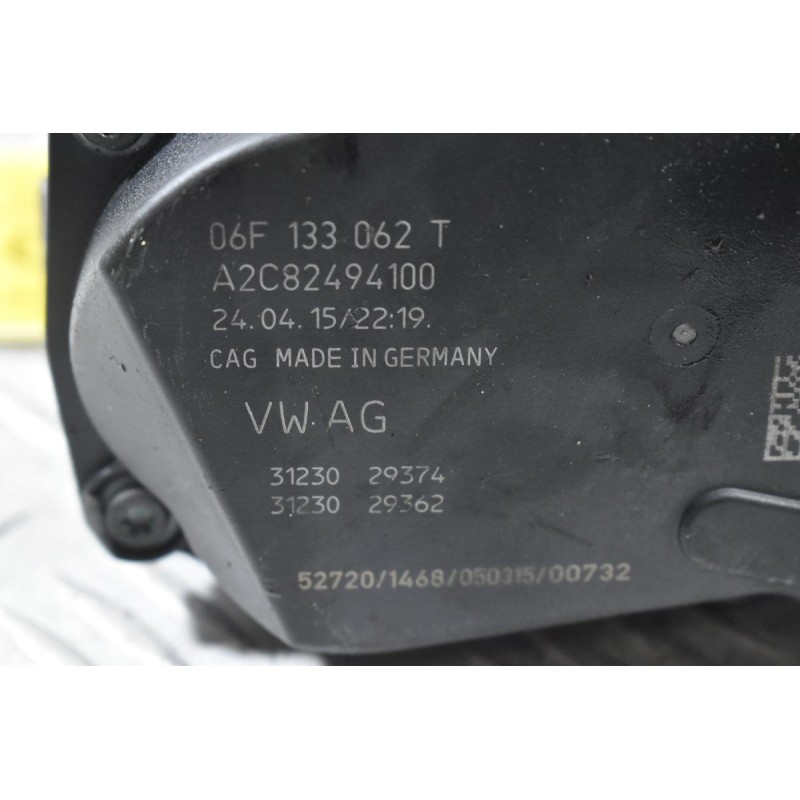 06F 133 062 T
A2C82494100
24.04.15/22:19.
CAG MADE IN GERMANY
VW AG
31230 29374
31230 29362
52720/1468/050315/00732